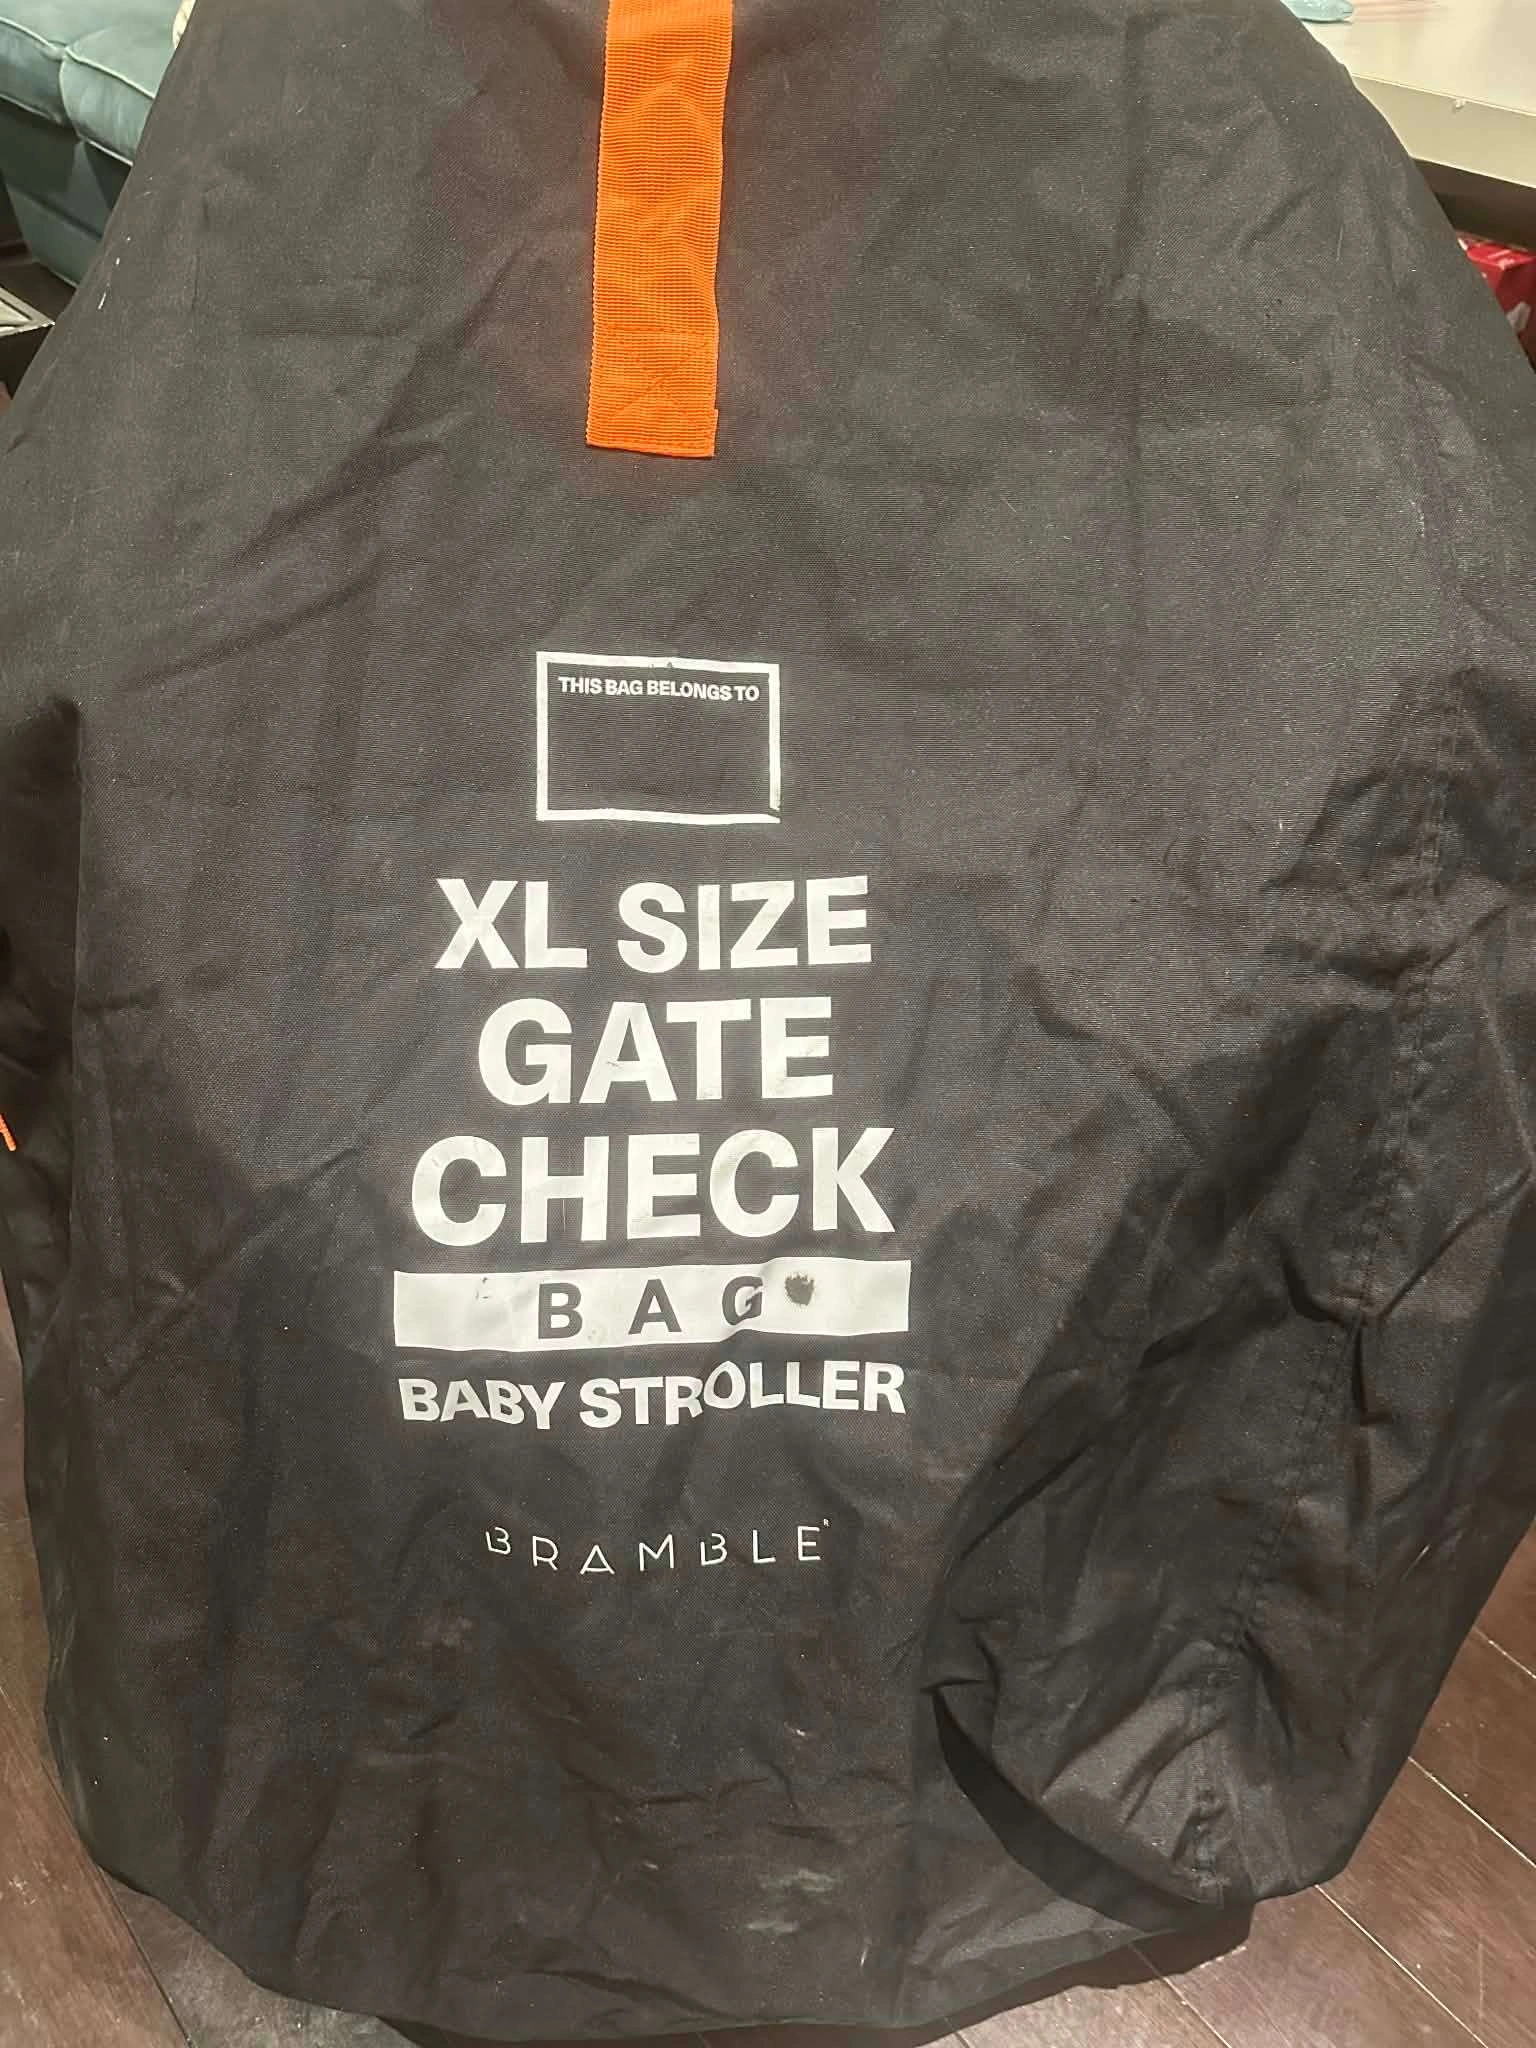 THIS BAG BELONGS TO
XL SIZE
GATE
CHECK
BAG
BABY STROLLER
BRAMBLE®